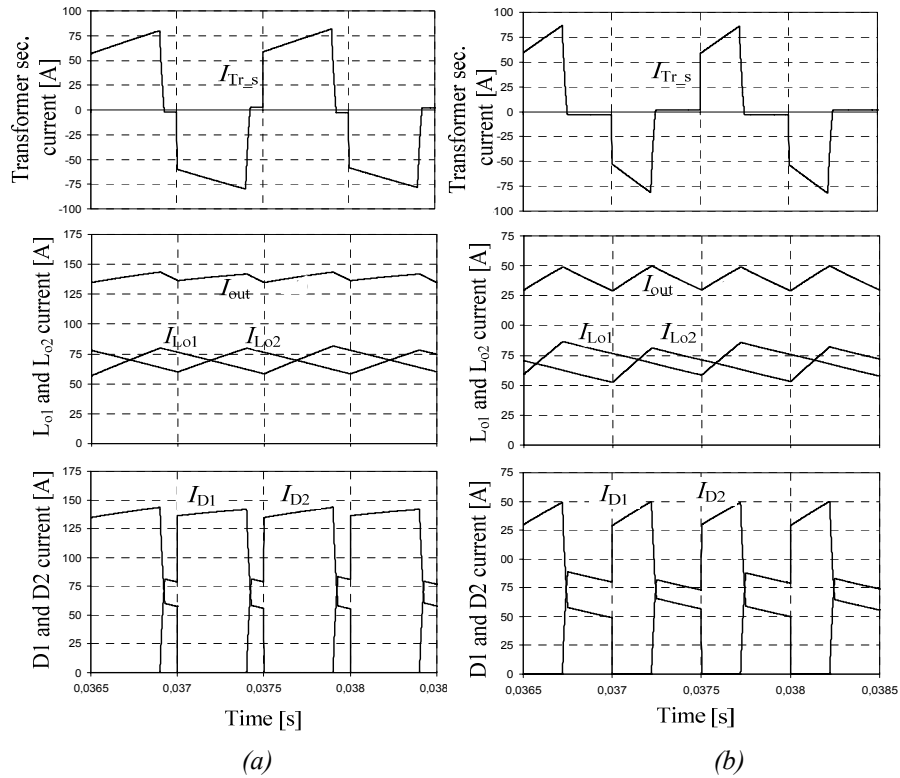 Transformer sec.
current [A]
100
75
50
25
0
-25
-50
-75
-100
I_Tr_s
L_o1 and L_o2 current [A]
175
150
125
100
75
50
25
0
I_out
I_Lo1
I_Lo2
D1 and D2 current [A]
175
150
125
100
75
50
25
0
I_D1
I_D2
0,0365
0,037
0,0375
0,038
0,038
Time [s]
(a)
Transformer sec.
current [A]
00
75
50
25
0
25
50
75
00
I_Tr_s
L_o1 and L_o2 current [A]
75
50
25
00
75
50
25
0
I_out
I_Lo1
I_Lo2
D1 and D2 current [A]
75
50
25
00
75
50
25
0
I_D1
I_D2
0,0365
0,037
0,0375
0,038
0,0385
Time [s]
(b)